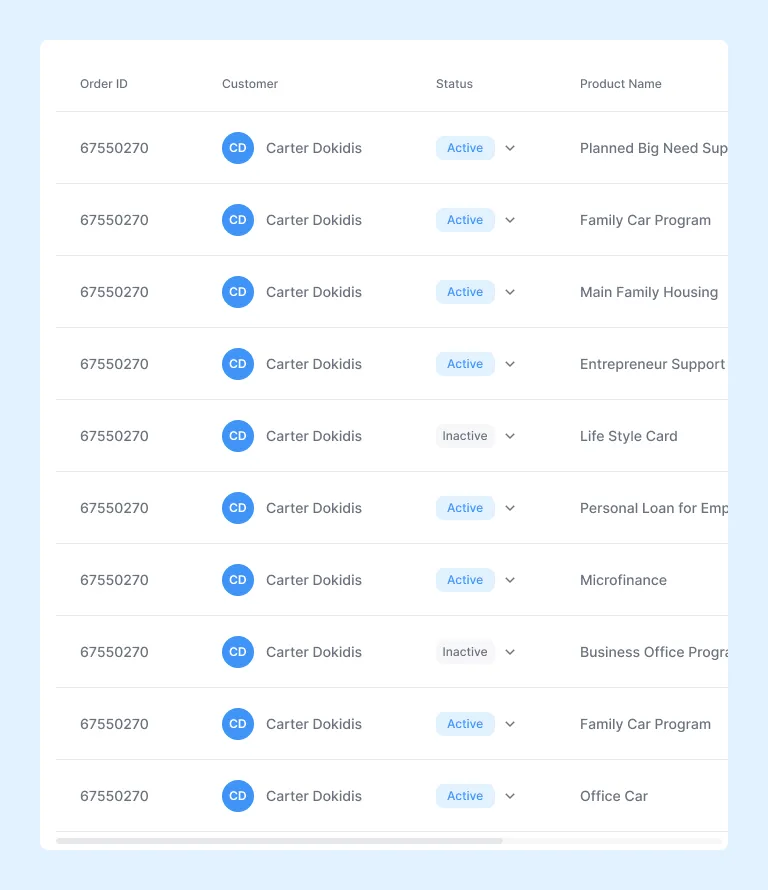 Order ID Customer Status Product Name
67550270 CD Carter Dokidis Active Planned Big Need Sup
67550270 CD Carter Dokidis Active Family Car Program
67550270 CD Carter Dokidis Active Main Family Housing
67550270 CD Carter Dokidis Active Entrepreneur Support
67550270 CD Carter Dokidis Inactive Life Style Card
67550270 CD Carter Dokidis Active Personal Loan for Emp
67550270 CD Carter Dokidis Active Microfinance
67550270 CD Carter Dokidis Inactive Business Office Progra
67550270 CD Carter Dokidis Active Family Car Program
67550270 CD Carter Dokidis Active Office Car